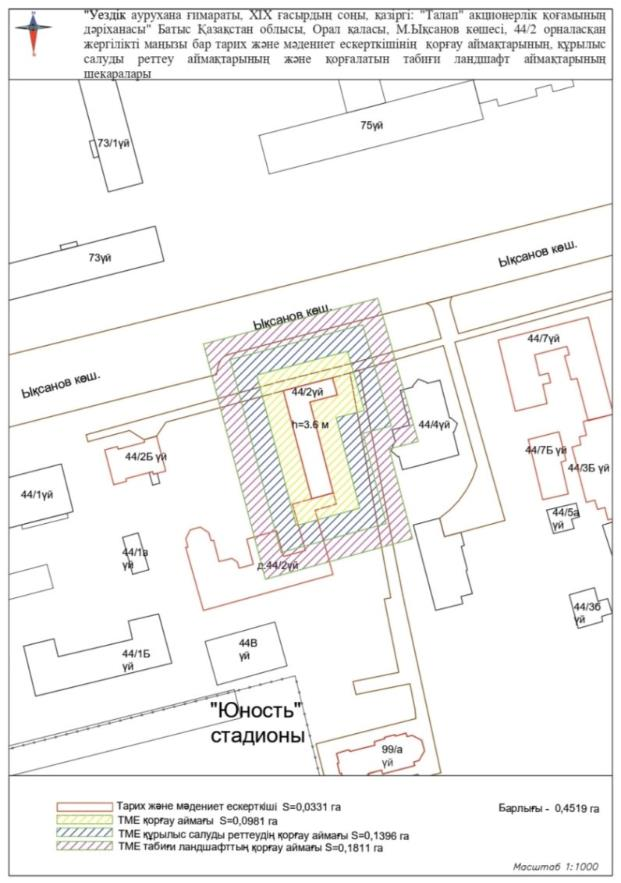 "Уездік аурухана ғимараты, XIX ғасырдың соңы, қазіргі: "Талап" акционерлік қоғамының
дәріханасы" Батыс Қазақстан облысы, Орал қаласы, М.Ықсанов көшесі, 44/2 орналасқан
жергілікті маңызы бар тарих және мәдениет ескерткішінің қорғау аймақтарының, құрылыс
салуды реттеу аймақтарының және қорғалатын табиғи ландшафт аймақтарының
шекаралары
75үй
73/1үй
Ықсанов көш.
73үй
Ықсанов көш.
44/7үй
Ықсанов көш.
44/2үй
44/4үй
h=3.6 м
44/2Б үй
44/7Б үй
44/3Б үй
44/1үй
44/5а
үй
44/1а
үй
д.44/2үй
44/3б
үй
44В
үй
44/1Б
үй
"Юность"
стадионы
99/а
үй
Тарих және мәдениет ескерткіші S=0,0331 га
Барлығы - 0,4519 га
ТМЕ қорғау аймағы S=0,0981 га
ТМЕ құрылыс салуды реттеудің қорғау аймағы S=0,1396 га
ТМЕ табиғи ландшафттың қорғау аймағы S=0,1811 га
Масштаб 1:1000